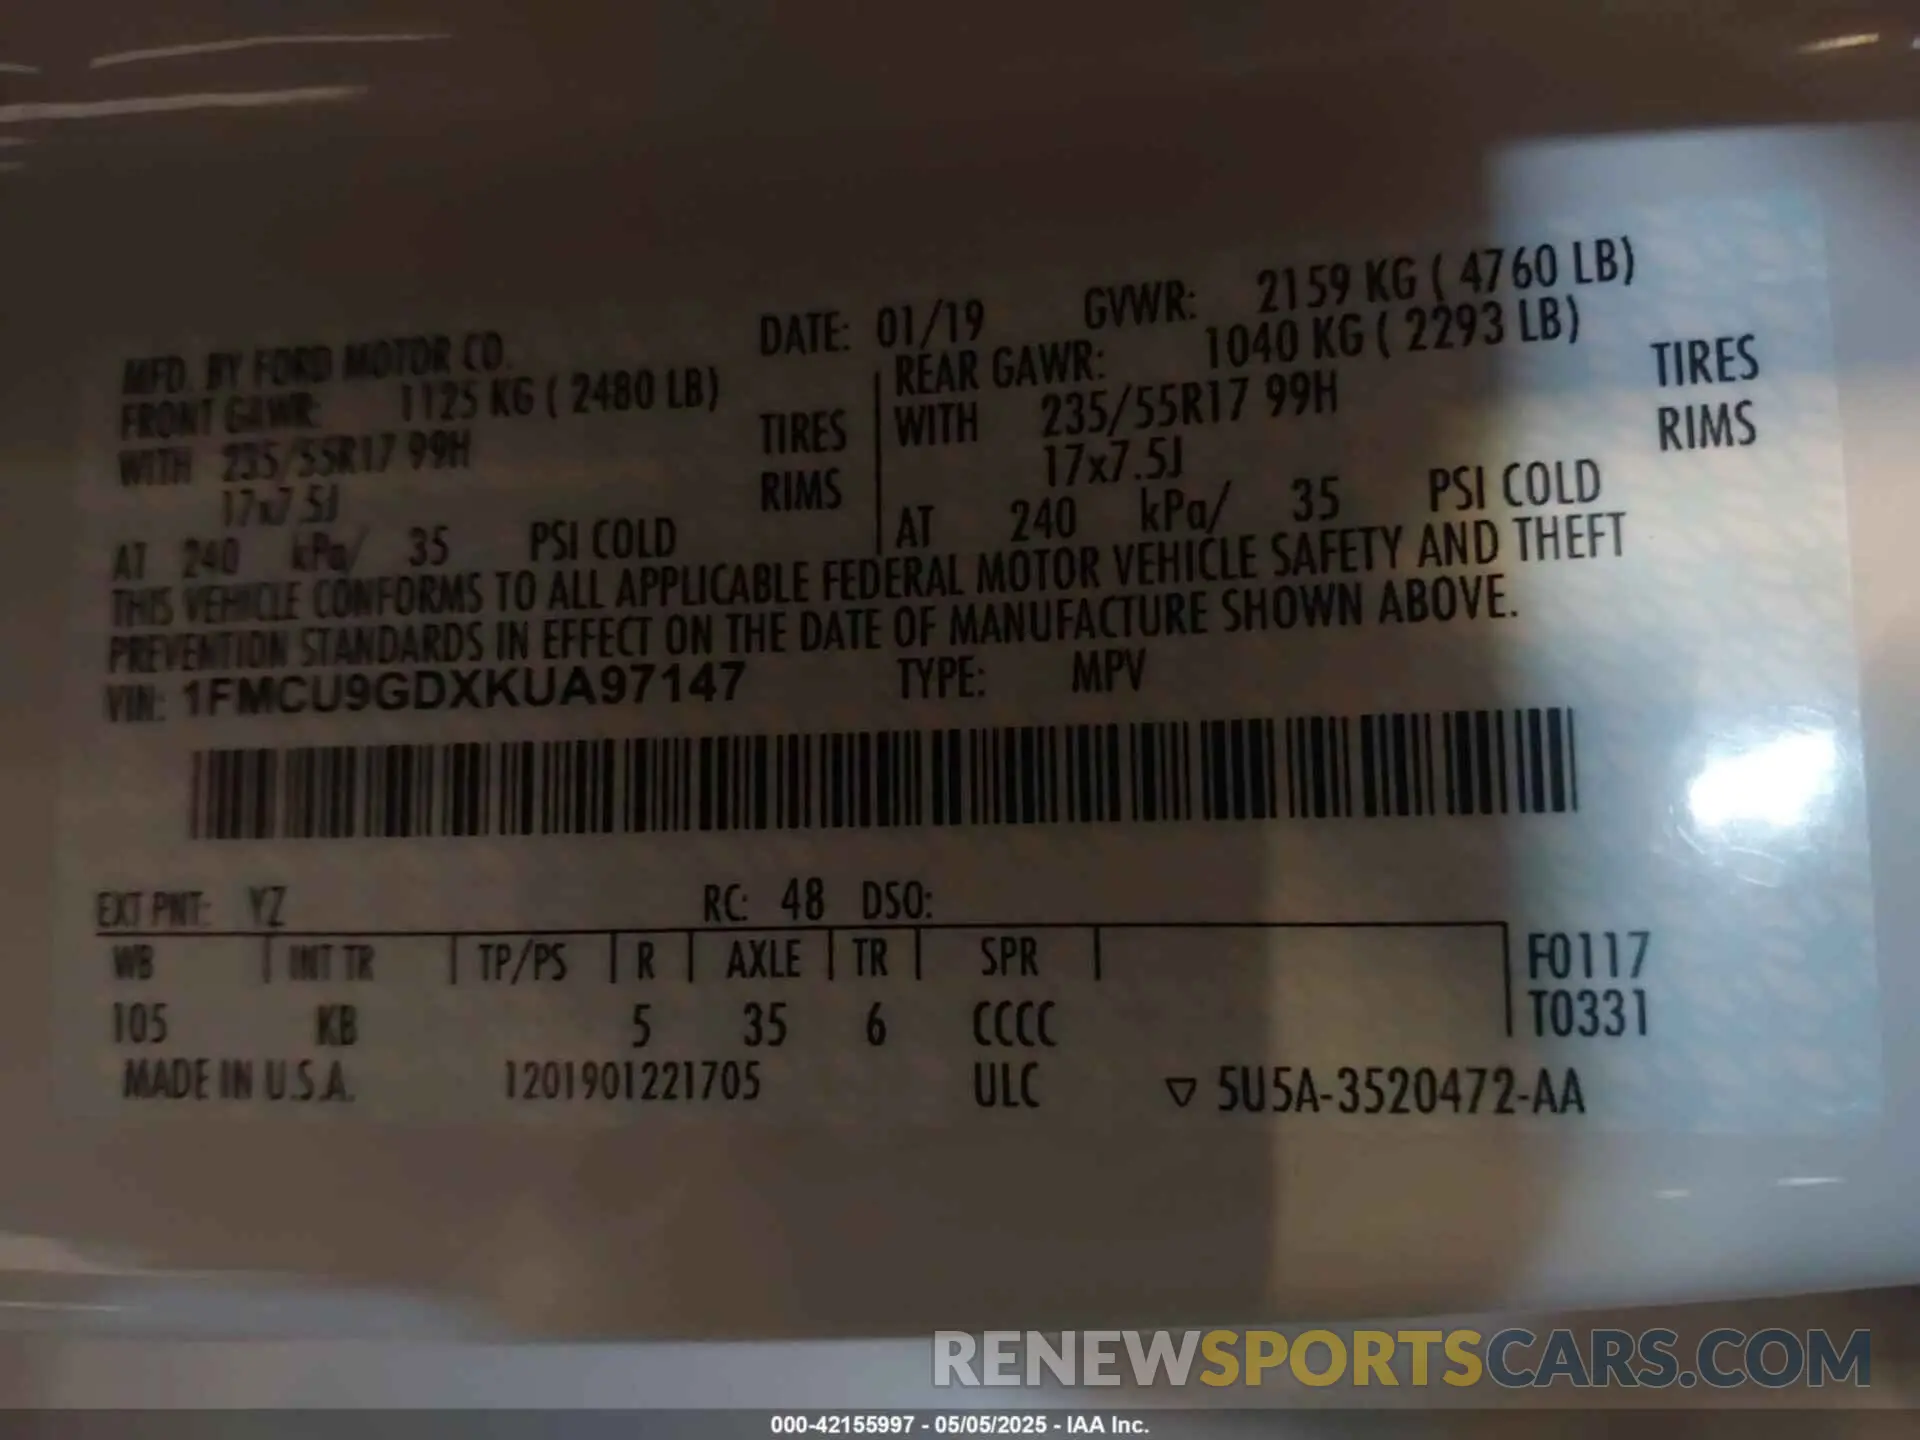 MFD. BY FORD MOTOR CO. DATE: 01/19 GVWR: 2159 KG ( 4760 LB)
FRONT GAWR: 1125 KG ( 2480 LB) REAR GAWR: 1040 KG ( 2293 LB)
WITH 235/55R17 99H TIRES WITH 235/55R17 99H TIRES
17x7.5J RIMS 17x7.5J RIMS
AT 240 kPa/ 35 PSI COLD AT 240 kPa/ 35 PSI COLD
THIS VEHICLE CONFORMS TO ALL APPLICABLE FEDERAL MOTOR VEHICLE SAFETY AND THEFT
PREVENTION STANDARDS IN EFFECT ON THE DATE OF MANUFACTURE SHOWN ABOVE.
VIN: 1FMCU9GDXKUA97147 TYPE: MPV
EXT PNT: YZ RC: 48 DSO:
WB INT TR TP/PS R AXLE TR SPR F0117
105 KB 5 35 6 CCCC T0331
MADE IN U.S.A. 1201901221705 ULC ▽ 5U5A-3520472-AA
RENEWSPORTSCARS.COM
000-42155997 - 05/05/2025 - IAA Inc.